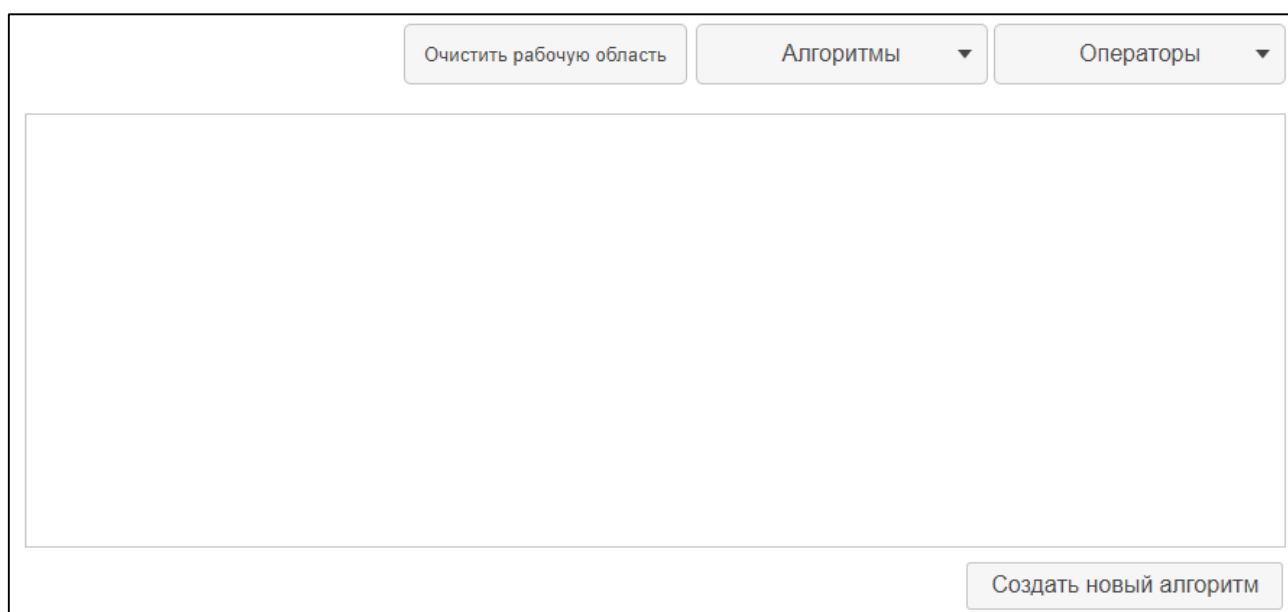 Очистить рабочую область Алгоритмы Операторы
Создать новый алгоритм